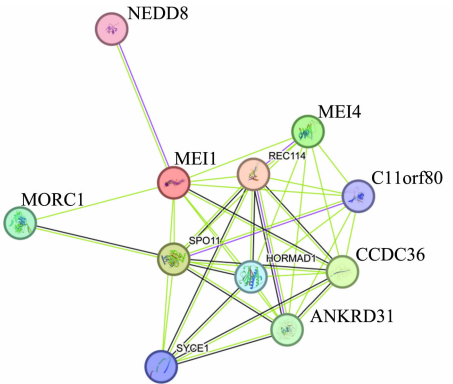 NEDD8
MEI4
REC114
MEI1
C11orf80
MORC1
SPO11
HORMAD1
CCDC36
ANKRD31
SYCE1